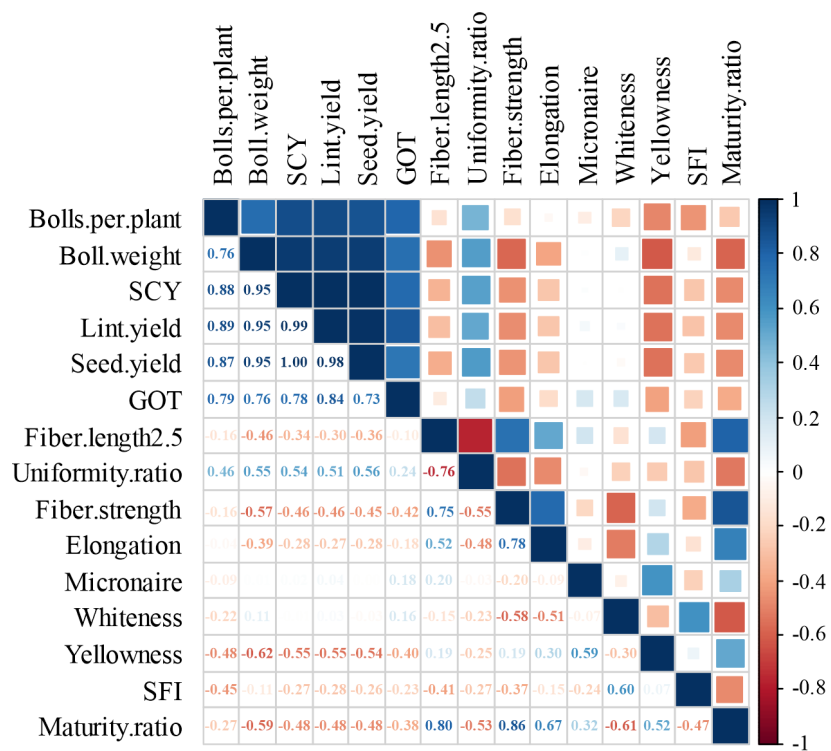 Bolls.per.plant
Boll.weight
SCY
Lint.yield
Seed.yield
GOT
Fiber.length2.5
Uniformity.ratio
Fiber.strength
Elongation
Micronaire
Whiteness
Yellowness
SFI
Maturity.ratio
Bolls.per.plant
Boll.weight 0.76
SCY 0.88 0.95
Lint.yield 0.89 0.95 0.99
Seed.yield 0.87 0.95 1.00 0.98
GOT 0.79 0.76 0.78 0.84 0.73
Fiber.length2.5 -0.16 -0.46 -0.34 -0.30 -0.36 -0.10
Uniformity.ratio 0.46 0.55 0.54 0.51 0.56 0.24 -0.76
Fiber.strength -0.16 -0.57 -0.46 -0.46 -0.45 -0.42 0.75 -0.55
Elongation -0.39 -0.28 -0.27 -0.28 -0.18 0.52 -0.48 0.78
Micronaire -0.09 0.18 0.20 -0.20 -0.09
Whiteness -0.22 0.11 0.16 -0.15 -0.23 -0.58 -0.51
Yellowness -0.48 -0.62 -0.55 -0.55 -0.54 -0.40 0.19 -0.25 0.19 0.30 0.59 -0.30
SFI -0.45 -0.11 -0.27 -0.28 -0.26 -0.23 -0.41 -0.27 -0.37 -0.15 -0.24 0.60 0.07
Maturity.ratio -0.27 -0.59 -0.48 -0.48 -0.48 -0.38 0.80 -0.53 0.86 0.67 0.32 -0.61 0.52 -0.47
1
0.8
0.6
0.4
0.2
0
-0.2
-0.4
-0.6
-0.8
-1